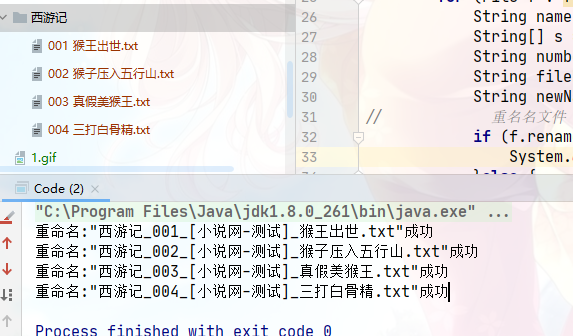 西游记
001 猴王出世.txt
002 猴子压入五行山.txt
003 真假美猴王.txt
004 三打白骨精.txt
1.gif
26
27 String name
28 String[] s
29 String numb
30 String file
31 String newN
// 重名名文件
32 if (f.renam
33 System.
}else {
Code (2) ×
"C:\Program Files\Java\jdk1.8.0_261\bin\java.exe" ...
重命名:"西游记_001_[小说网-测试]_猴王出世.txt"成功
重命名:"西游记_002_[小说网-测试]_猴子压入五行山.txt"成功
重命名:"西游记_003_[小说网-测试]_真假美猴王.txt"成功
重命名:"西游记_004_[小说网-测试]_三打白骨精.txt"成功
Process finished with exit code 0